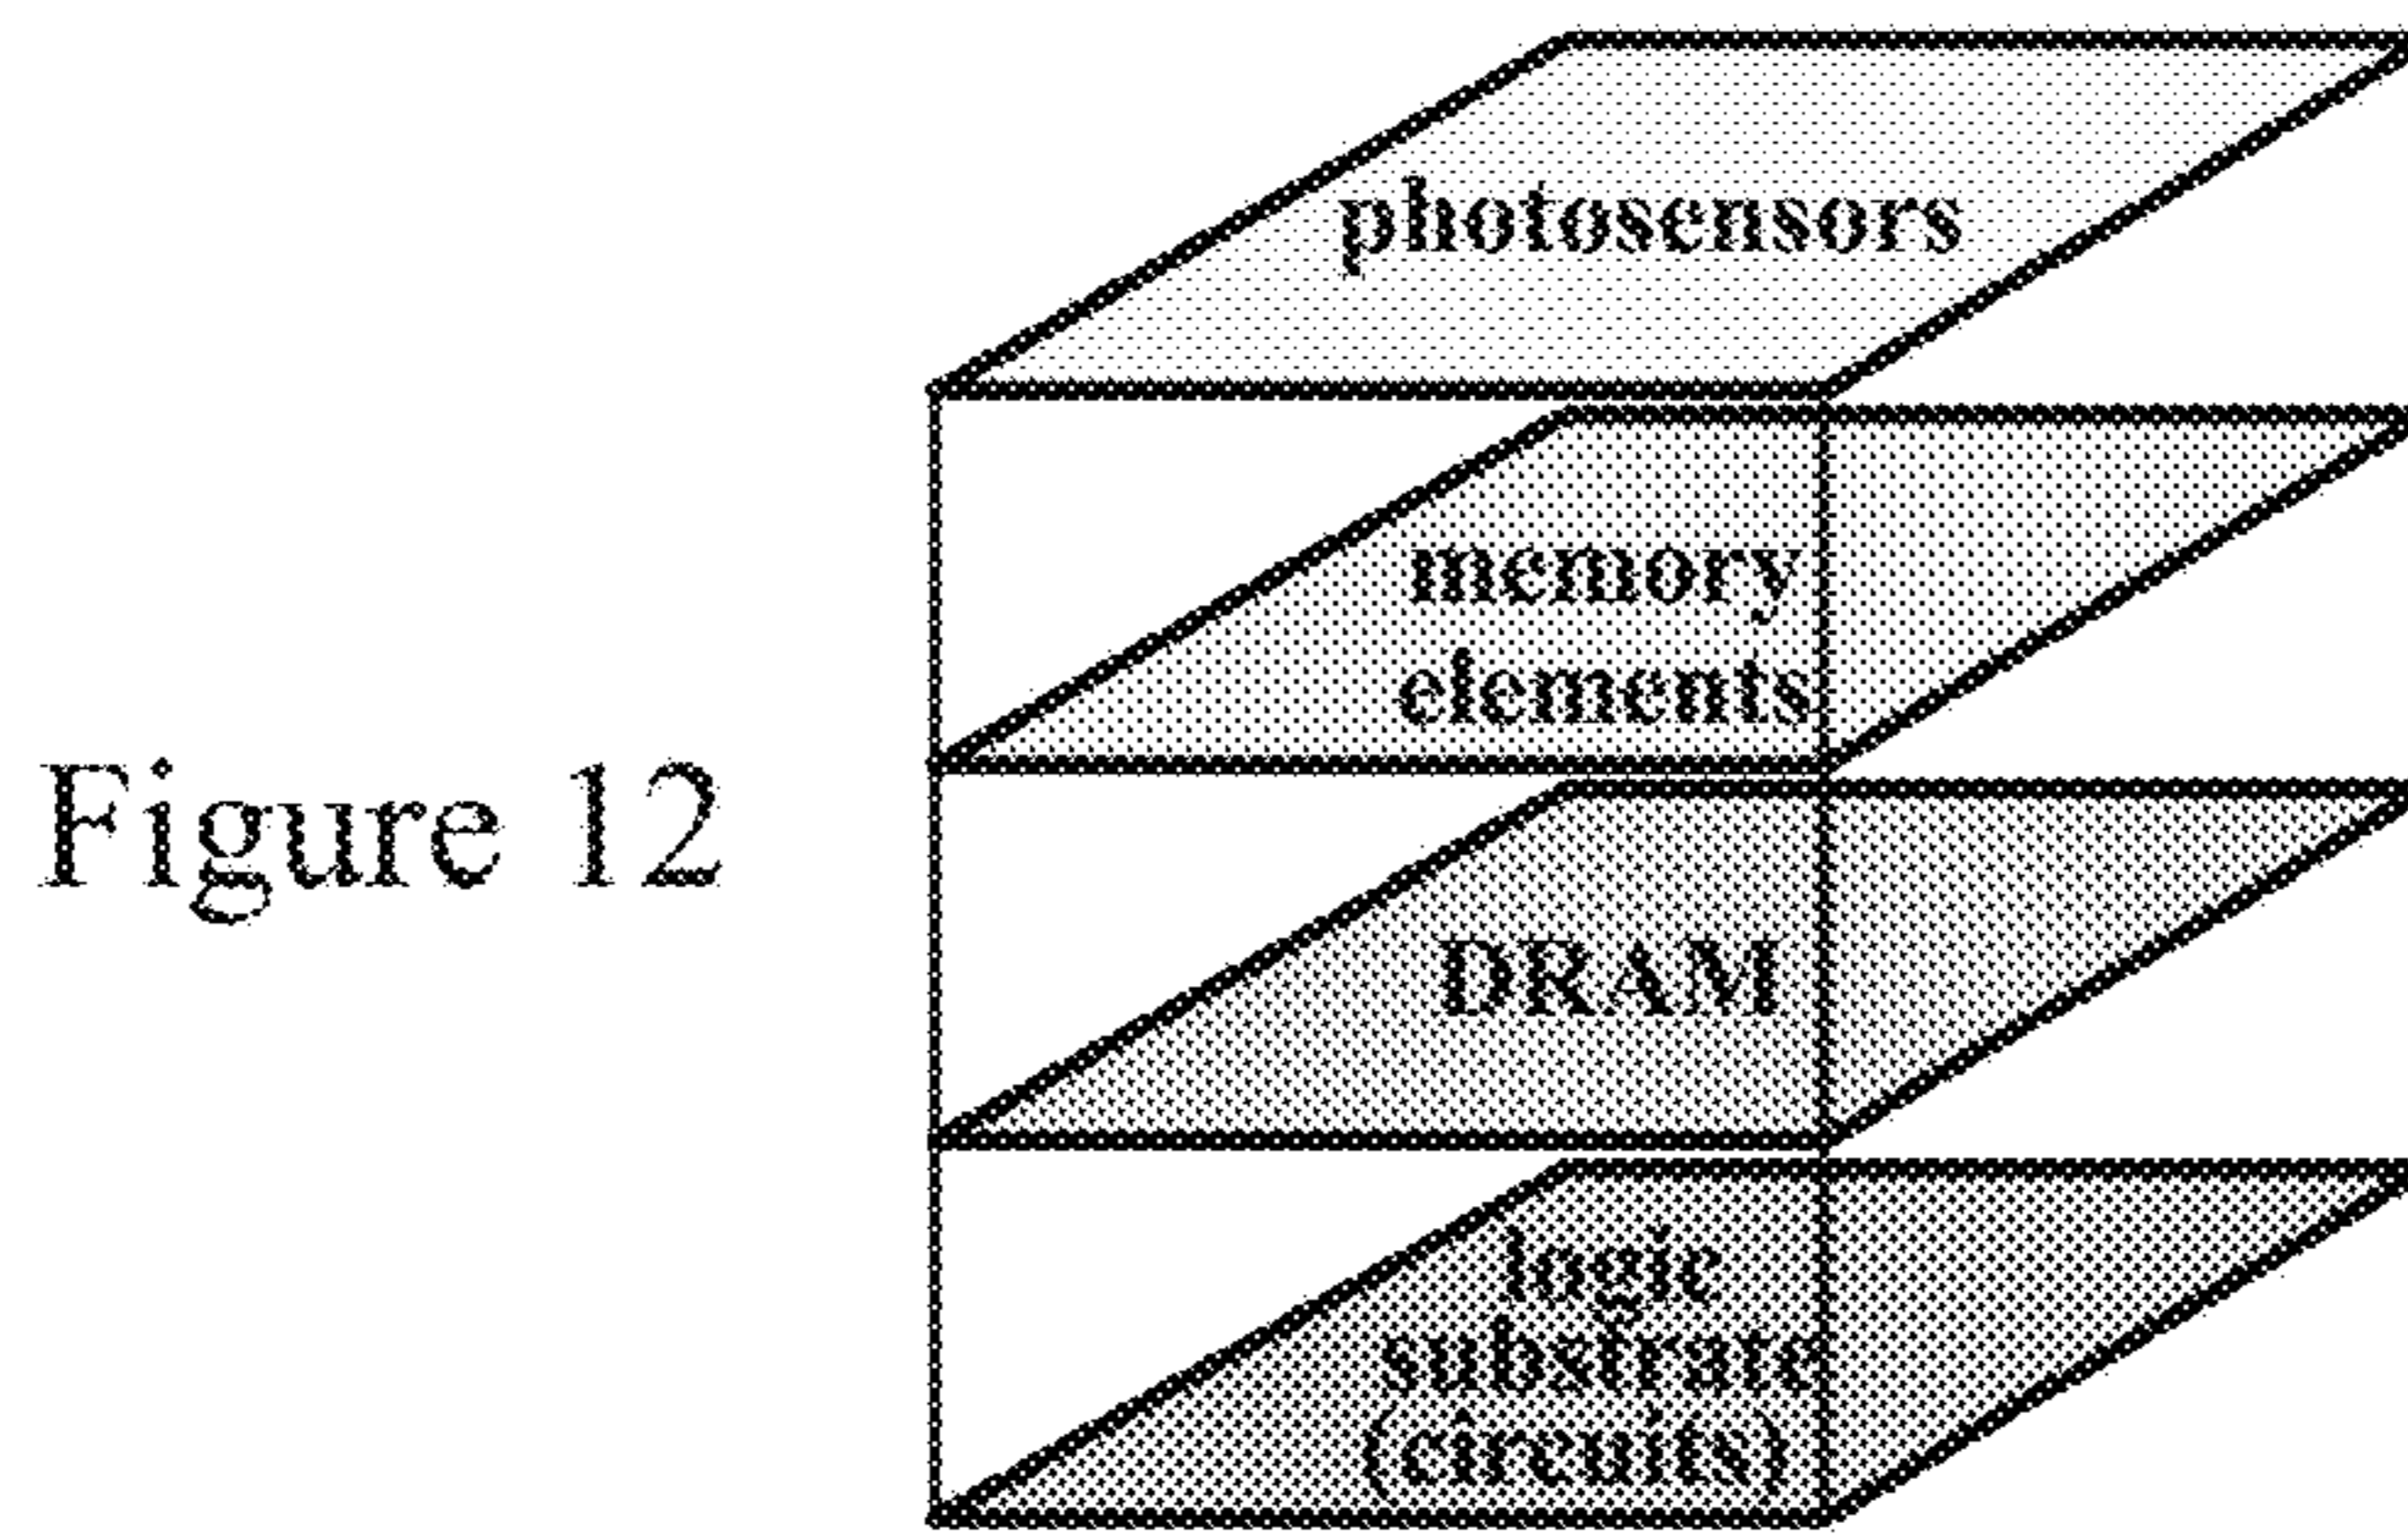 photosensors
memory
elements
Figure 12
DRAM
logic
substrate
(circuits)